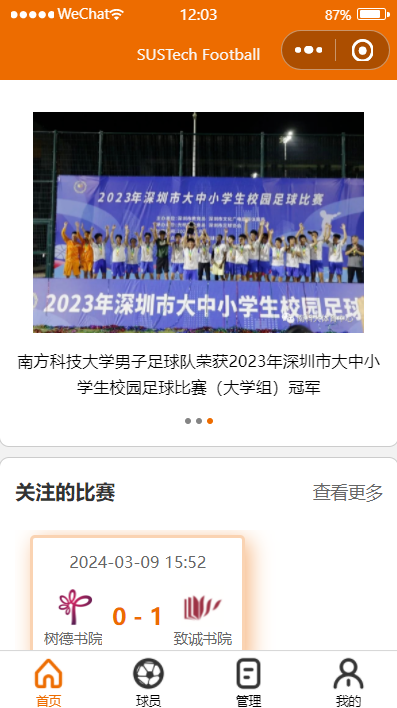 WeChat 12:03 87%
SUSTech Football
2023年深圳市大中小学生校园足球比赛
2023年深圳市大中小学生校园足球
南方科技大学男子足球队荣获2023年深圳市大中小
学生校园足球比赛（大学组）冠军
关注的比赛 查看更多
2024-03-09 15:52
0 - 1
树德书院 致诚书院
首页 球员 管理 我的